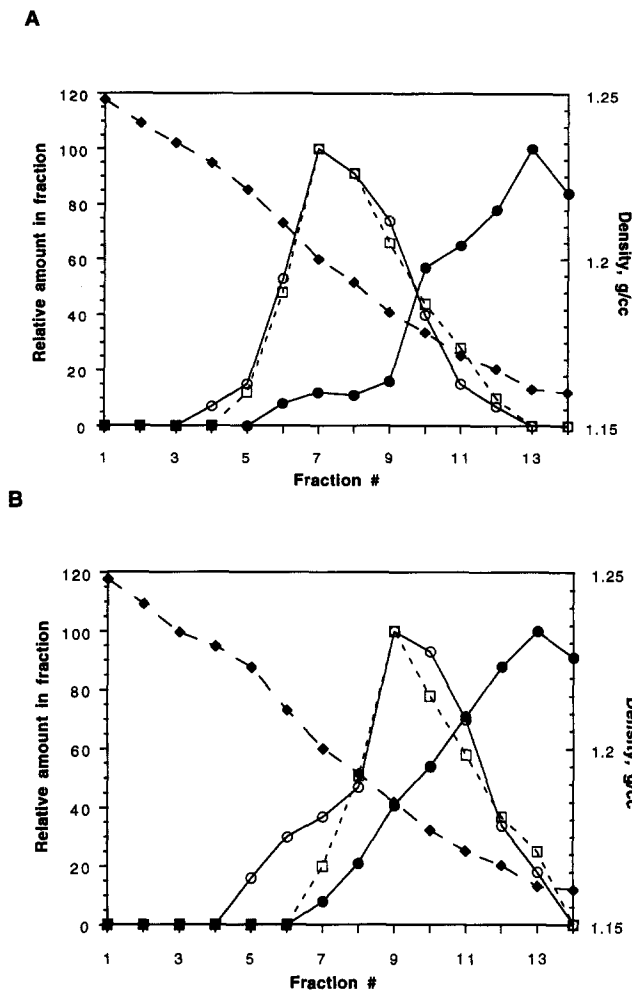 A
120
100
80
60
40
20
0
Relative amount in fraction
1.25
1.2
1.15
Density, g/cc
1 3 5 7 9 11 13
Fraction #
B
120
100
80
60
40
20
0
Relative amount in fraction
1.25
1.2
1.15
Density, g/cc
1 3 5 7 9 11 13
Fraction #